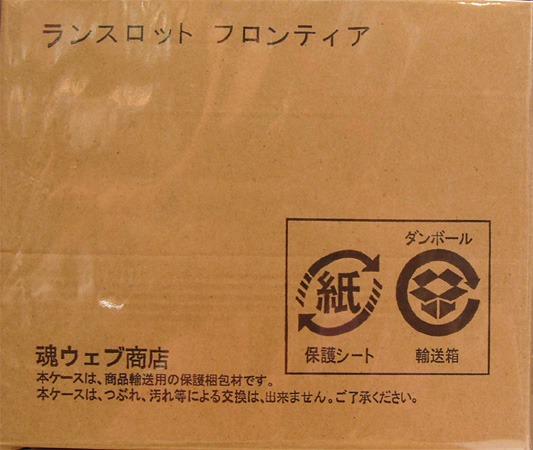 ランスロット フロンティア
ダンボール
紙
保護シート
輸送箱
魂ウェブ商店
本ケースは、商品輸送用の保護梱包材です。
本ケースは、つぶれ、汚れ等による交換は、出来ません。ご了承ください。